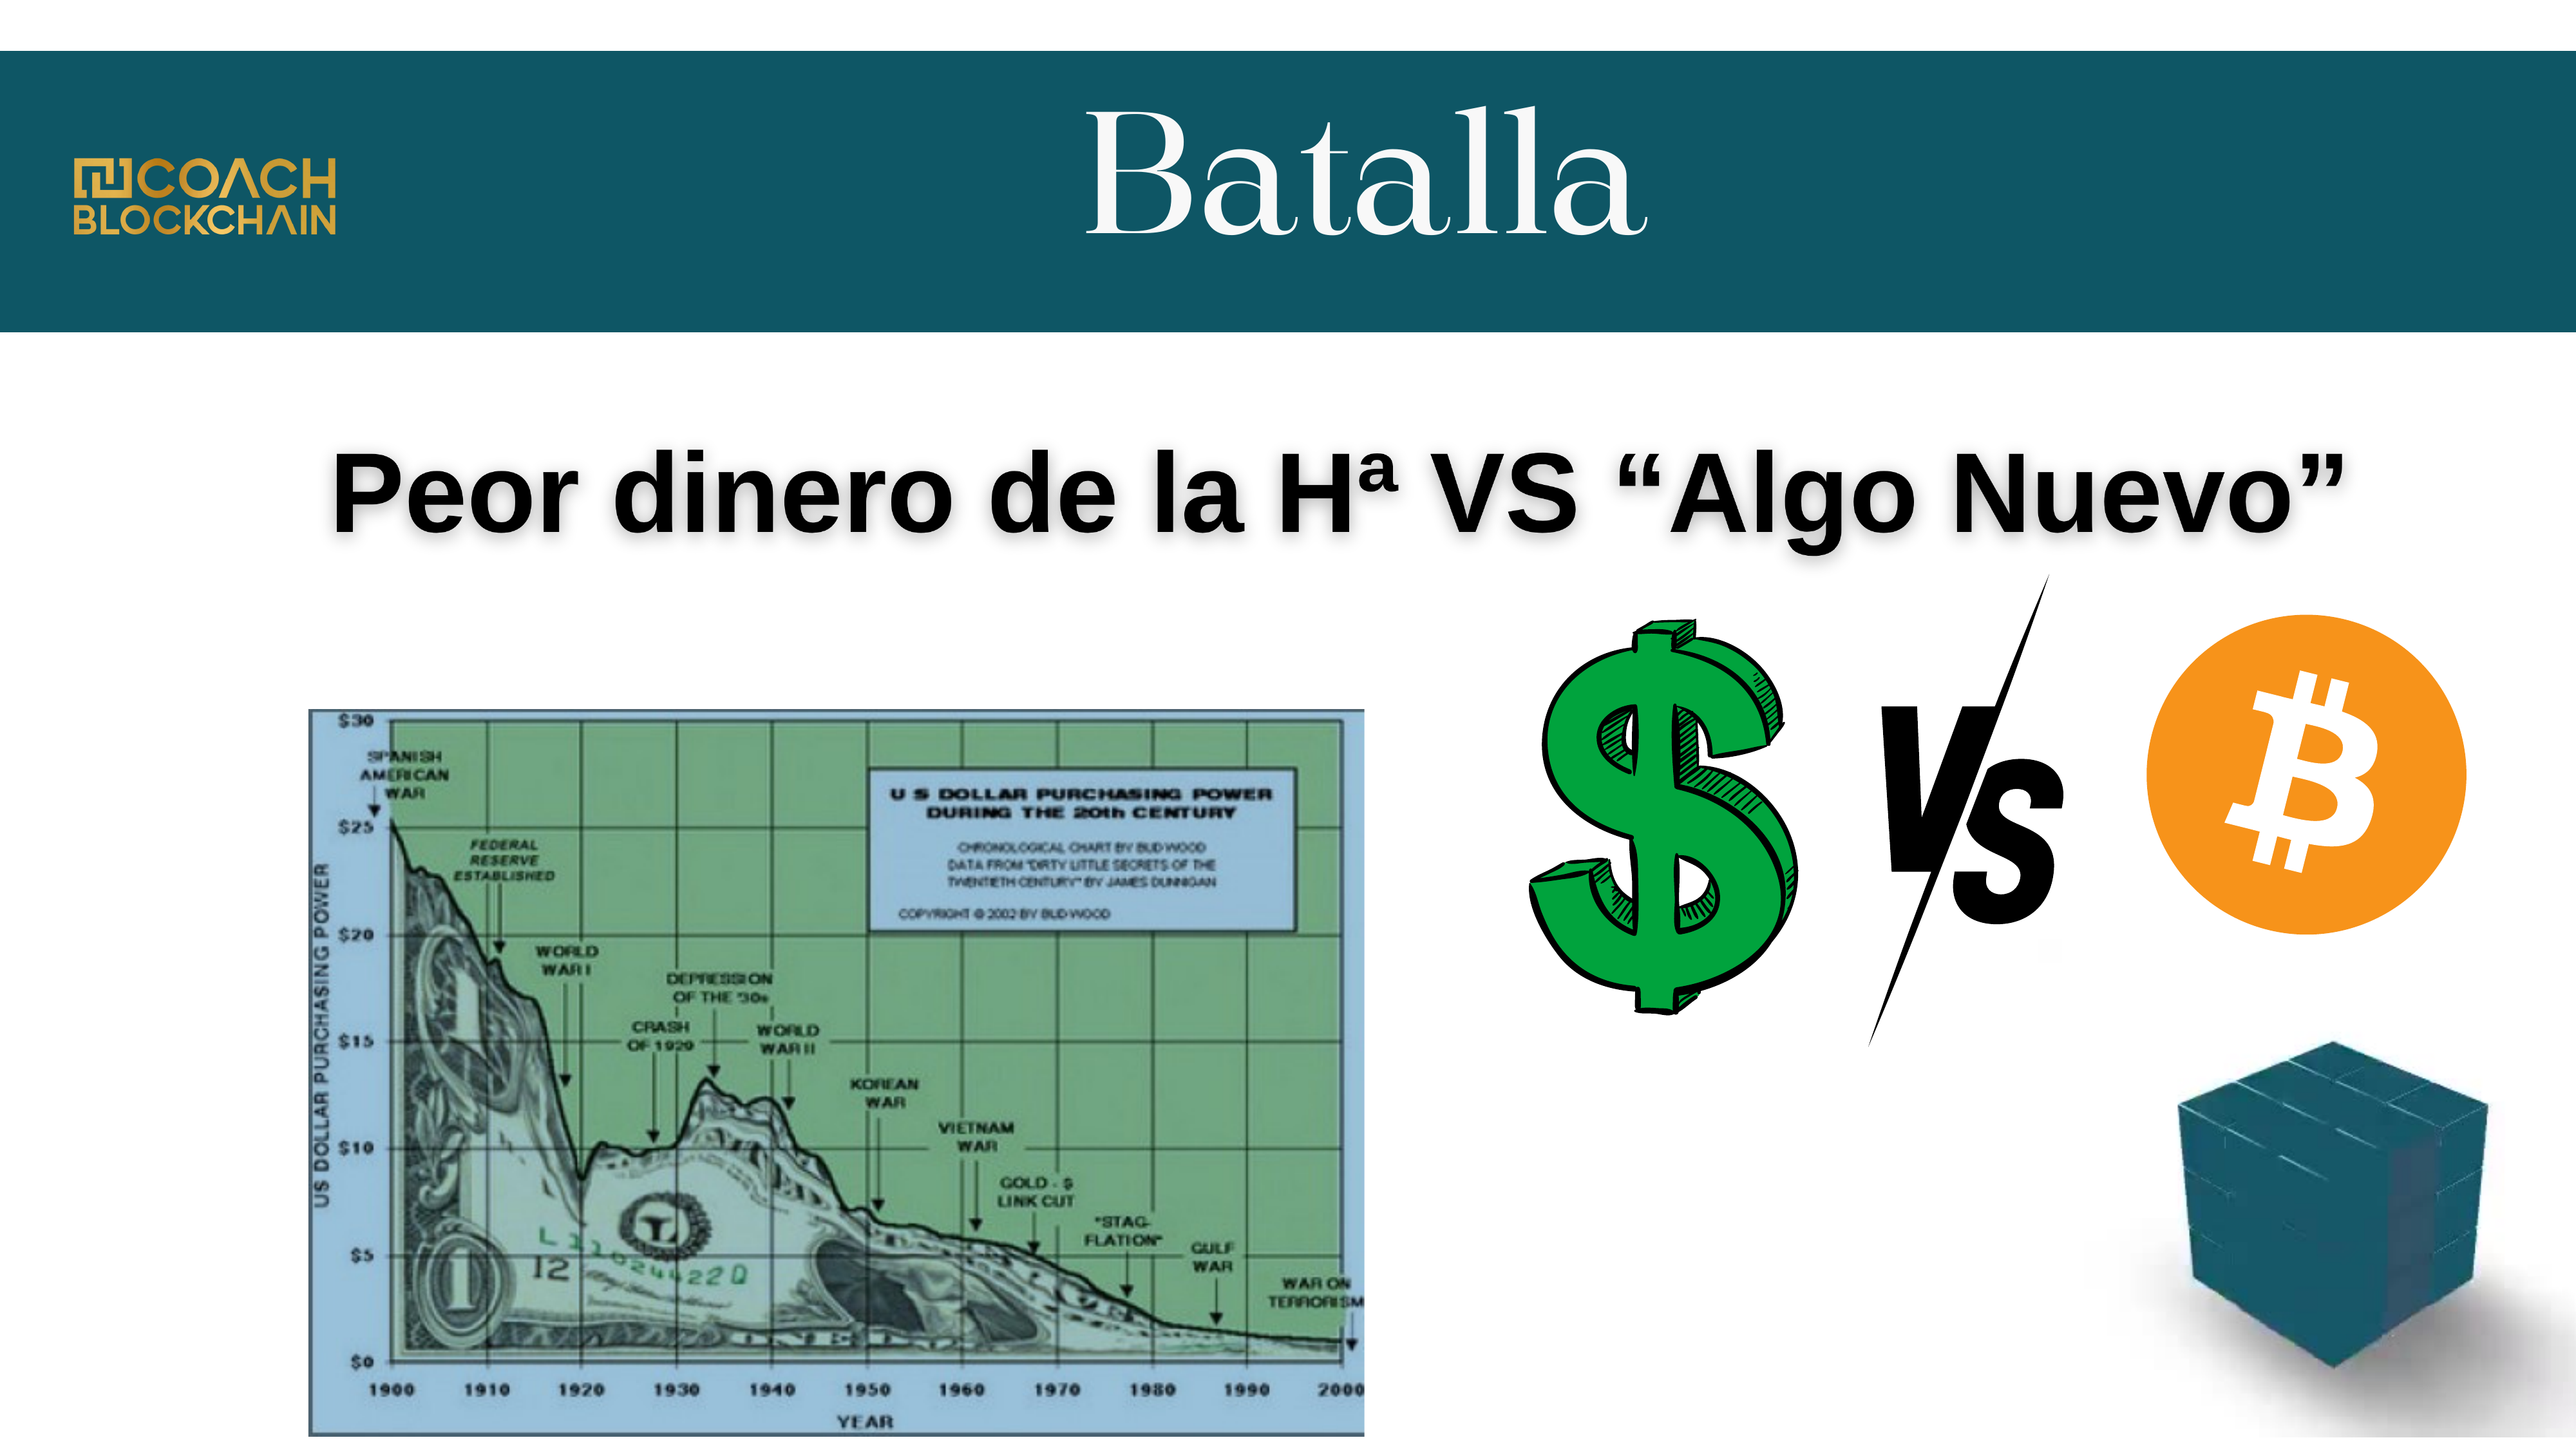 Batalla
COACH
BLOCKCHAIN
Peor dinero de la Hª VS “Algo Nuevo”
VS
U S DOLLAR PURCHASING POWER
DURING THE 20th CENTURY
CHRONOLOGICAL CHART BY BUD WOOD
DATA FROM "DIRTY LITTLE SECRETS OF THE
TWENTIETH CENTURY" BY JAMES DUNNIGAN
COPYRIGHT © 2002 BY BUD WOOD
US DOLLAR PURCHASING POWER
$30
$25
$20
$15
$10
$5
$0
SPANISH
AMERICAN
WAR
FEDERAL
RESERVE
ESTABLISHED
WORLD
WAR I
CRASH
OF 1929
DEPRESSION
OF THE '30s
WORLD
WAR II
KOREAN
WAR
VIETNAM
WAR
GOLD - $
LINK CUT
"STAG-
FLATION"
GULF
WAR
WAR ON
TERRORISM
L11024422Q
12
L
1
1900 1910 1920 1930 1940 1950 1960 1970 1980 1990 2000
YEAR